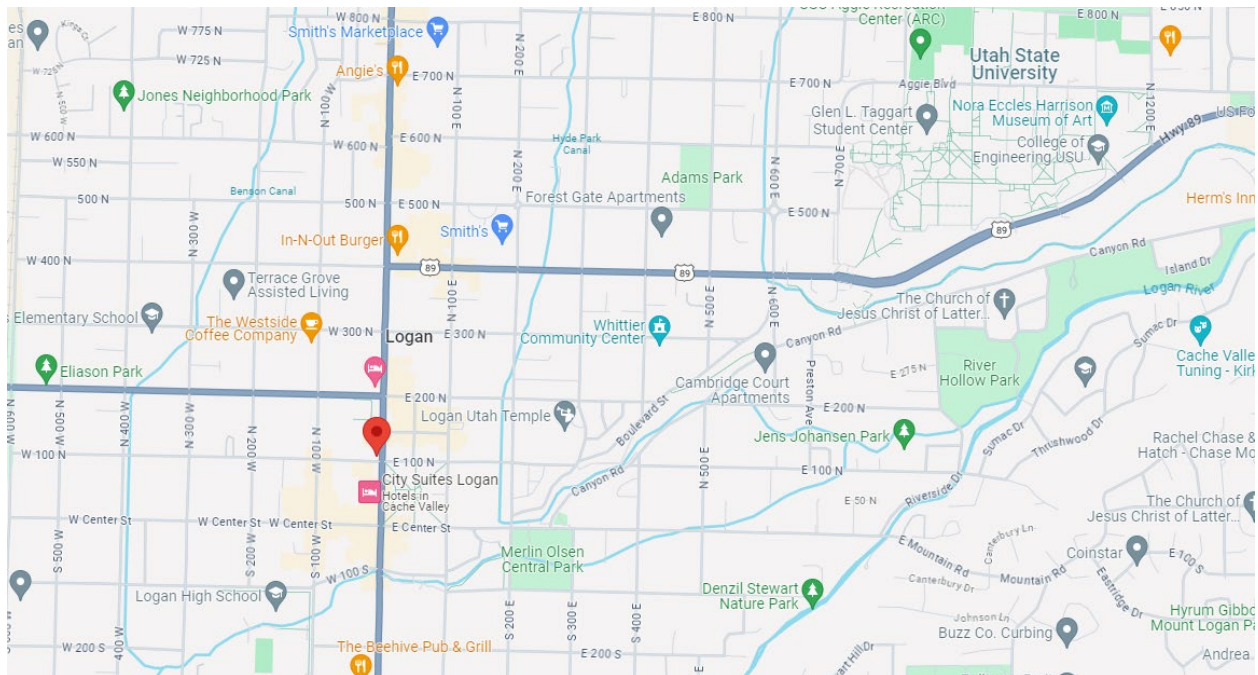 W 775 N
Smith's Marketplace
E 800 N
Center (ARC)
E 800 N
W 725 N
Angie's
E 700 N
Utah State
University
E 700 N
Aggie Blvd
Jones Neighborhood Park
N 100 W
N 100 E
N 200 E
Glen L. Taggart
Student Center
Nora Eccles Harrison
Museum of Art
N 1200 E
Hwy 89
W 600 N
W 600 N
E 600 N
Hyde Park
Canal
College of
Engineering USU
W 550 N
Adams Park
N 600 E
N 700 E
Benson Canal
500 N
500 N
E 500 N
N 200 E
Forest Gate Apartments
E 500 N
Herm's Inn
N 300 W
In-N-Out Burger
Smith's
89
Canyon Rd
Island Dr
W 400 N
89
89
Logan River
Terrace Grove
Assisted Living
N 100 E
N 500 E
N 600 E
The Church of
Jesus Christ of Latter...
Elementary School
The Westside
Coffee Company
W 300 N
Logan
E 300 N
Whittier
Community Center
Canyon Rd
Sumac Dr
Cache Valle
Tuning - Kirk
Eliason Park
Cambridge Court
Apartments
Preston Ave
E 275 N
River
Hollow Park
N 600 W
N 500 W
N 400 W
N 300 W
N 200 W
N 100 W
E 200 N
Logan Utah Temple
Boulevard St
E 200 N
Jens Johansen Park
Sumac Dr
Thrushwood Dr
Rachel Chase &
Hatch - Chase Mo
W 100 N
E 100 N
N 500 E
E 100 N
City Suites Logan
Hotels in
Cache Valley
Canyon Rd
E 50 N
Riverside Dr
The Church of
Jesus Christ of Latter...
W Center St
W Center St
E Center St
Canterbury Ln
S 500 W
S 200 W
S 100 W
Merlin Olsen
Central Park
E Mountain Rd
Coinstar
E 100 S
W 100 S
Mountain Rd
Canterbury Dr
Eastridge Dr
Logan High School
Denzil Stewart
Nature Park
Hyrum Gibbo
Mount Logan Pa
S 200 E
S 300 E
S 400 E
Johnson Ln
Buzz Co. Curbing
400 W
W 200 S
The Beehive Pub & Grill
E 200 S
Andrea